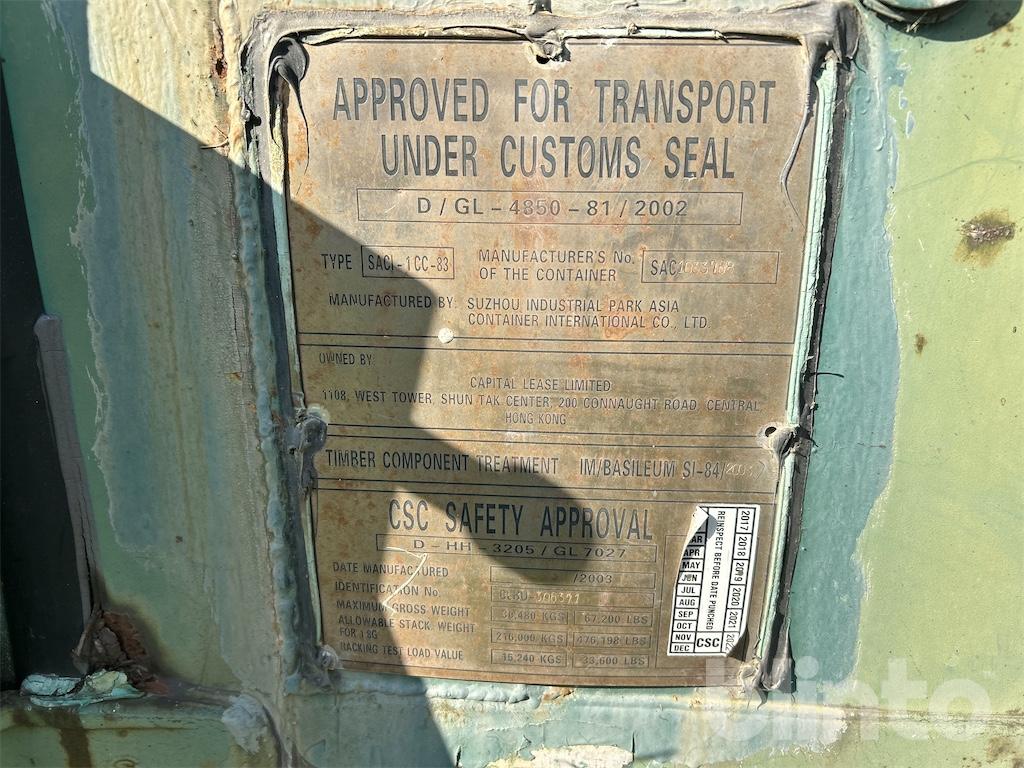 APPROVED FOR TRANSPORT
UNDER CUSTOMS SEAL
D/GL-4850-81/2002
TYPE SACI-1CC-83 MANUFACTURER'S No. OF THE CONTAINER
MANUFACTURED BY: SUZHOU INDUSTRIAL PARK ASIA
CONTAINER INTERNATIONAL CO., LTD
OWNED BY:
CAPITAL LEASE LIMITED
1108, WEST TOWER, SHUN TAK CENTER, 200 CONNAUGHT ROAD, CENTRAL,
HONG KONG
TIMBER COMPONENT TREATMENT IM/BASILEUM SI-84/
CSC SAFETY APPROVAL
D-HH-3205/GL 7027
DATE MANUFACTURED /2003
IDENTIFICATION No.
MAXIMUM GROSS WEIGHT 30,480 KGS 67,200 LBS
ALLOWABLE STACK. WEIGHT
FOR 1.8G 216,000 KGS 476,198 LBS
RACKING TEST LOAD VALUE 15,240 KGS 33,600 LBS
2017 2018 2019 2020 2021
REINSPECT BEFORE DATE PUNCHED
APR
MAY
JUN
JUL
AUG
SEP
OCT
NOV
DEC
CSC
blinto